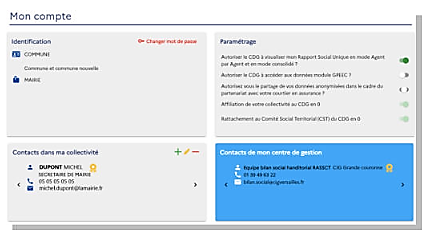 Mon compte
Identification
Changer mot de passe
COMMUNE
Commune et commune nouvelle
MAIRIE
Paramétrage
Autoriser le CDG à visualiser mon Rapport Social Unique en mode Agent
par Agent et en mode consolidé ?
Autoriser le CDG à accéder aux données module GPEEC ?
Autorisez vous le partage de vos données anonymisées dans le cadre du
partenariat avec votre courtier en assurance ?
Affiliation de votre collectivité au CDG en 0
Rattachement au Comité Social Territorial (CST) du CDG en 0
Contacts dans ma collectivité
DUPONT MICHEL
SECRETAIRE DE MAIRIE
05 05 05 05 05
michel.dupont@lamairie.fr
Contacts de mon centre de gestion
Equipe bilan social handitorial RASSCT CIG Grande couronne
01 39 49 63 22
bilan.social@cigversailles.fr